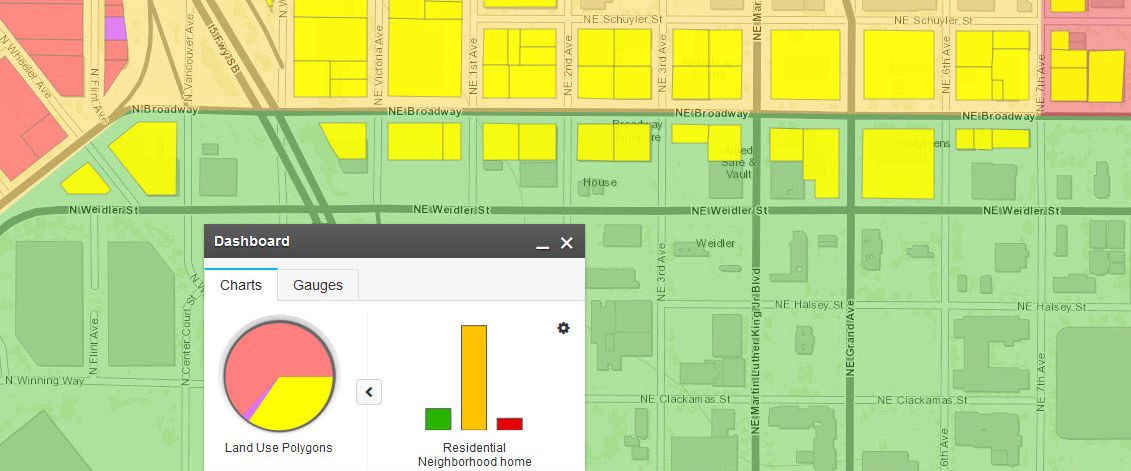 NE Schuyler St
NE Schuyler St
N Wheeler Ave
N Flint Ave
N Vancouver Ave
I5 Fwy SB
N Victoria Ave
NE 1st Ave
NE 2nd Ave
NE 3rd Ave
NE 6th Ave
NE 7th Ave
N Broadway
NE Broadway
NE Broadway
NE Broadway
Broadway
Furniture
Allied
Safe &
Vault
Walgreens
House
N Weidler St
NE Weidler St
NE Weidler St
NE Weidler St
Weidler
NE 3rd Ave
NE Martin Luther King Jr Blvd
NE Grand Ave
NE Halsey St
NE Halsey St
N Flint Ave
N Center Court St
N Winning Way
NE Clackamas St
NE Clackamas St
NE 7th Ave
6th Ave
Dashboard
Charts
Gauges
Land Use Polygons
Residential
Neighborhood home